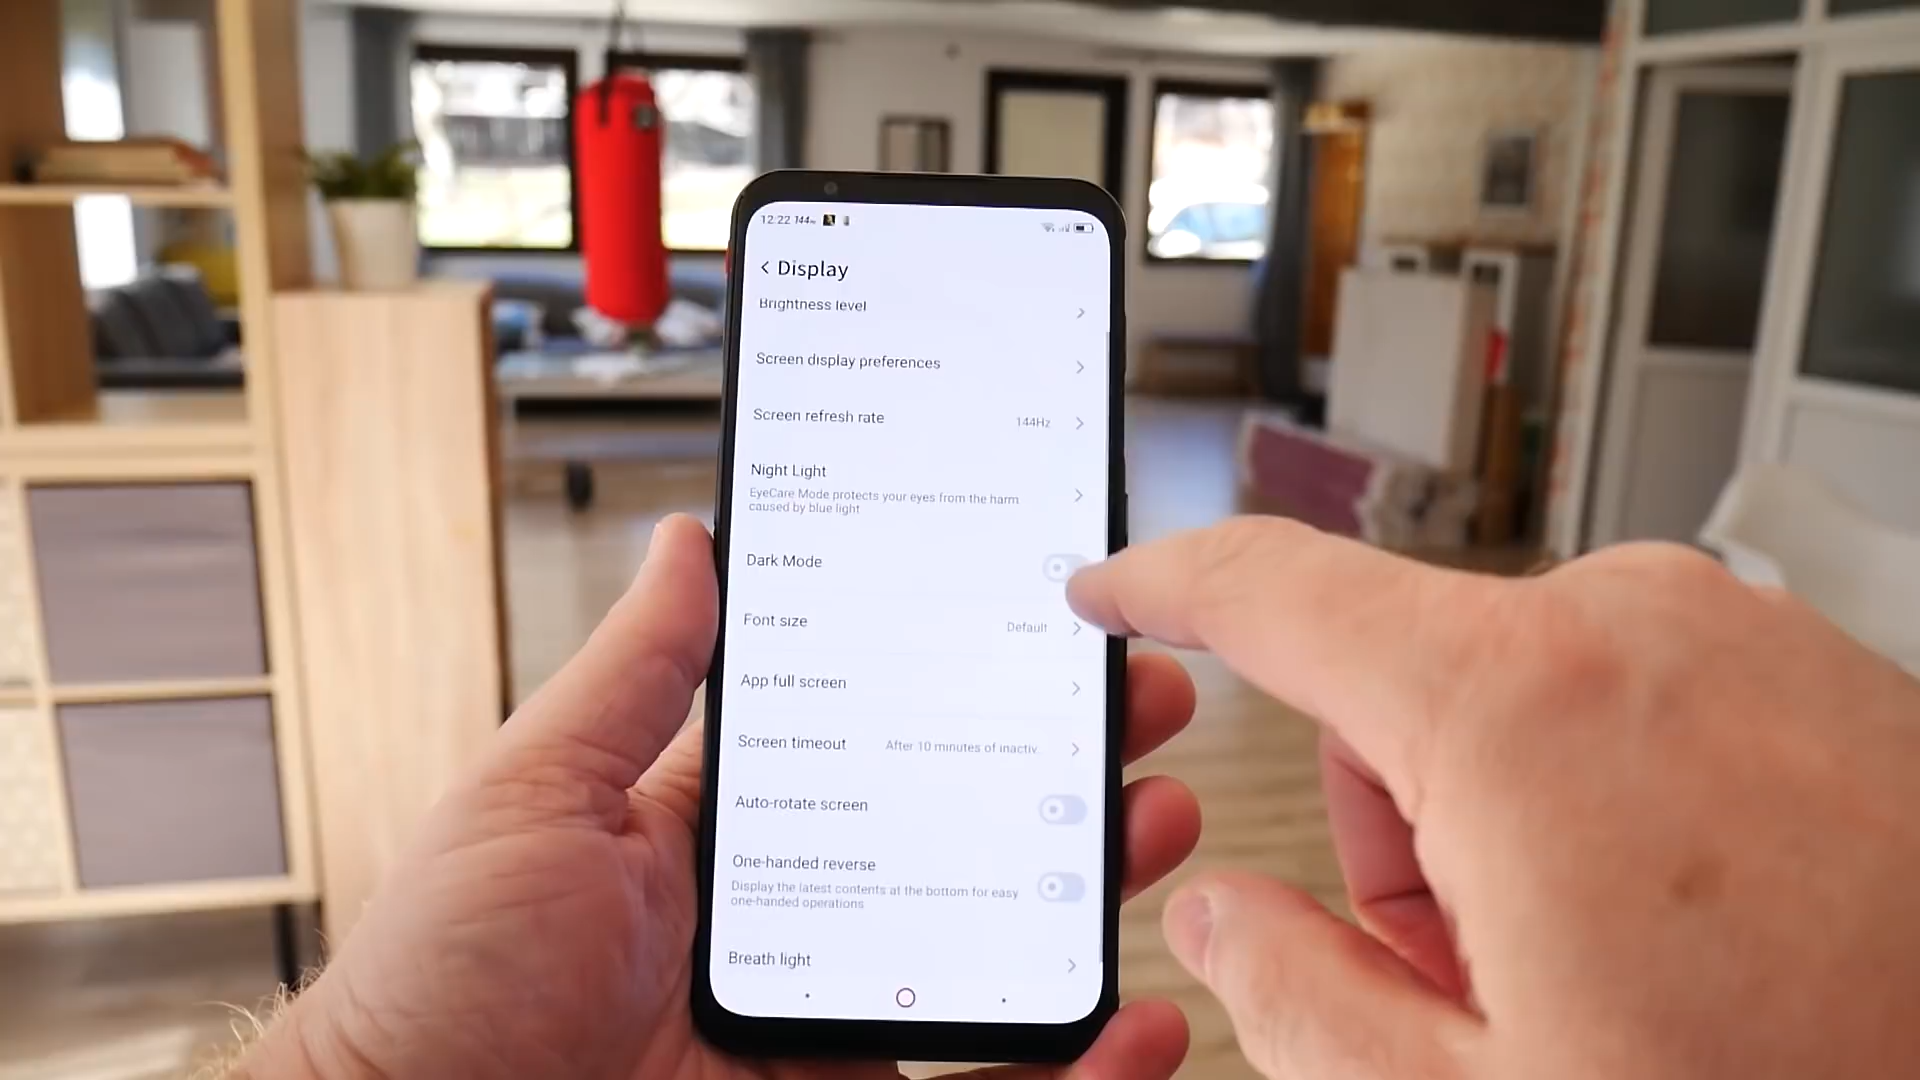 12:22 144Hz
< Display
Brightness level
Screen display preferences
Screen refresh rate 144Hz
Night Light
EyeCare Mode protects your eyes from the harm
caused by blue light
Dark Mode
Font size Default
App full screen
Screen timeout After 10 minutes of inactiv...
Auto-rotate screen
One-handed reverse
Display the latest contents at the bottom for easy
one-handed operations
Breath light